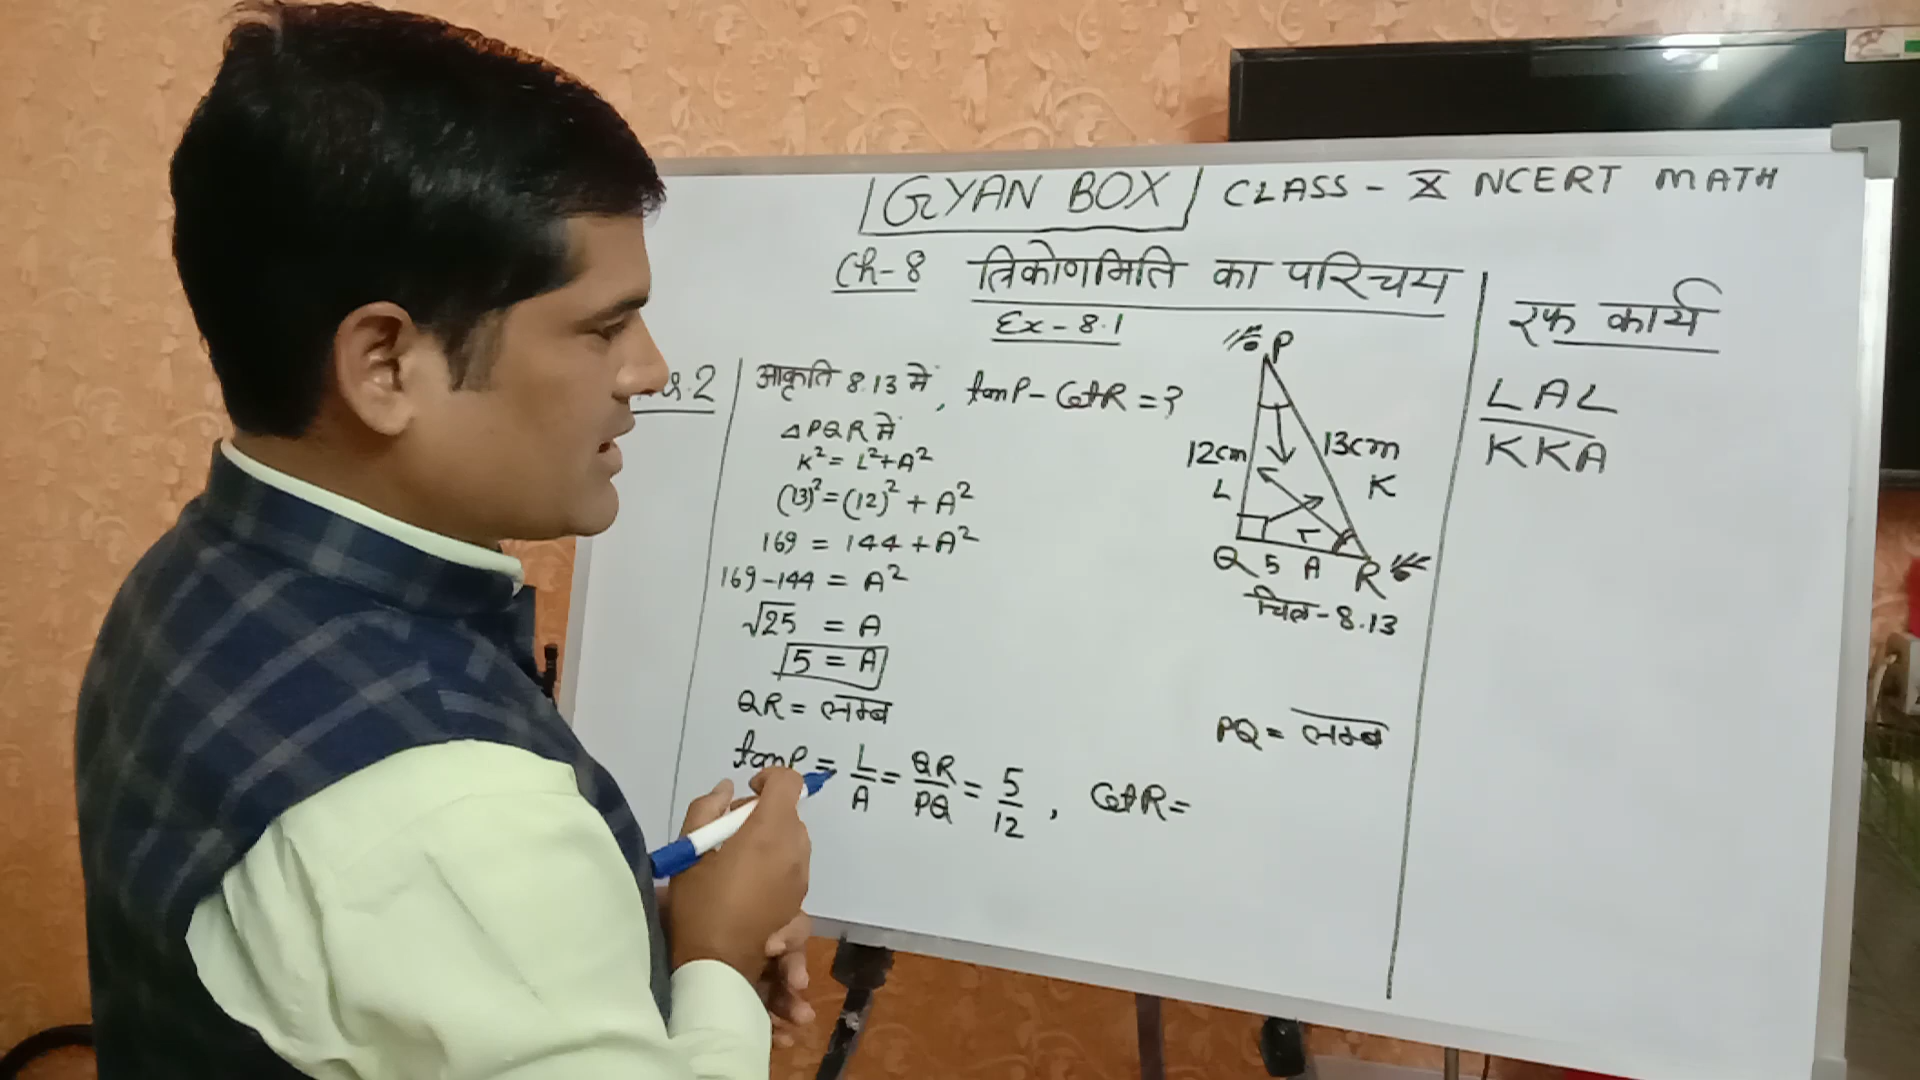 GYAN BOX CLASS - X NCERT MATH
Ch-8 त्रिकोणमिति का परिचय
Ex - 8.1
रफ कार्य
LAL
KKA
.2
आकृति 8.13 में, tanP - CotR = ?
△PQR में
K² = L² + A²
(13)² = (12)² + A²
169 = 144 + A²
169 - 144 = A²
√25 = A
5 = A
QR = लम्ब
tanP = L/A = QR/PQ = 5/12 , CotR =
PQ = लम्ब
P
12cm 13cm
L K
Q 5 A R
चित्र - 8.13